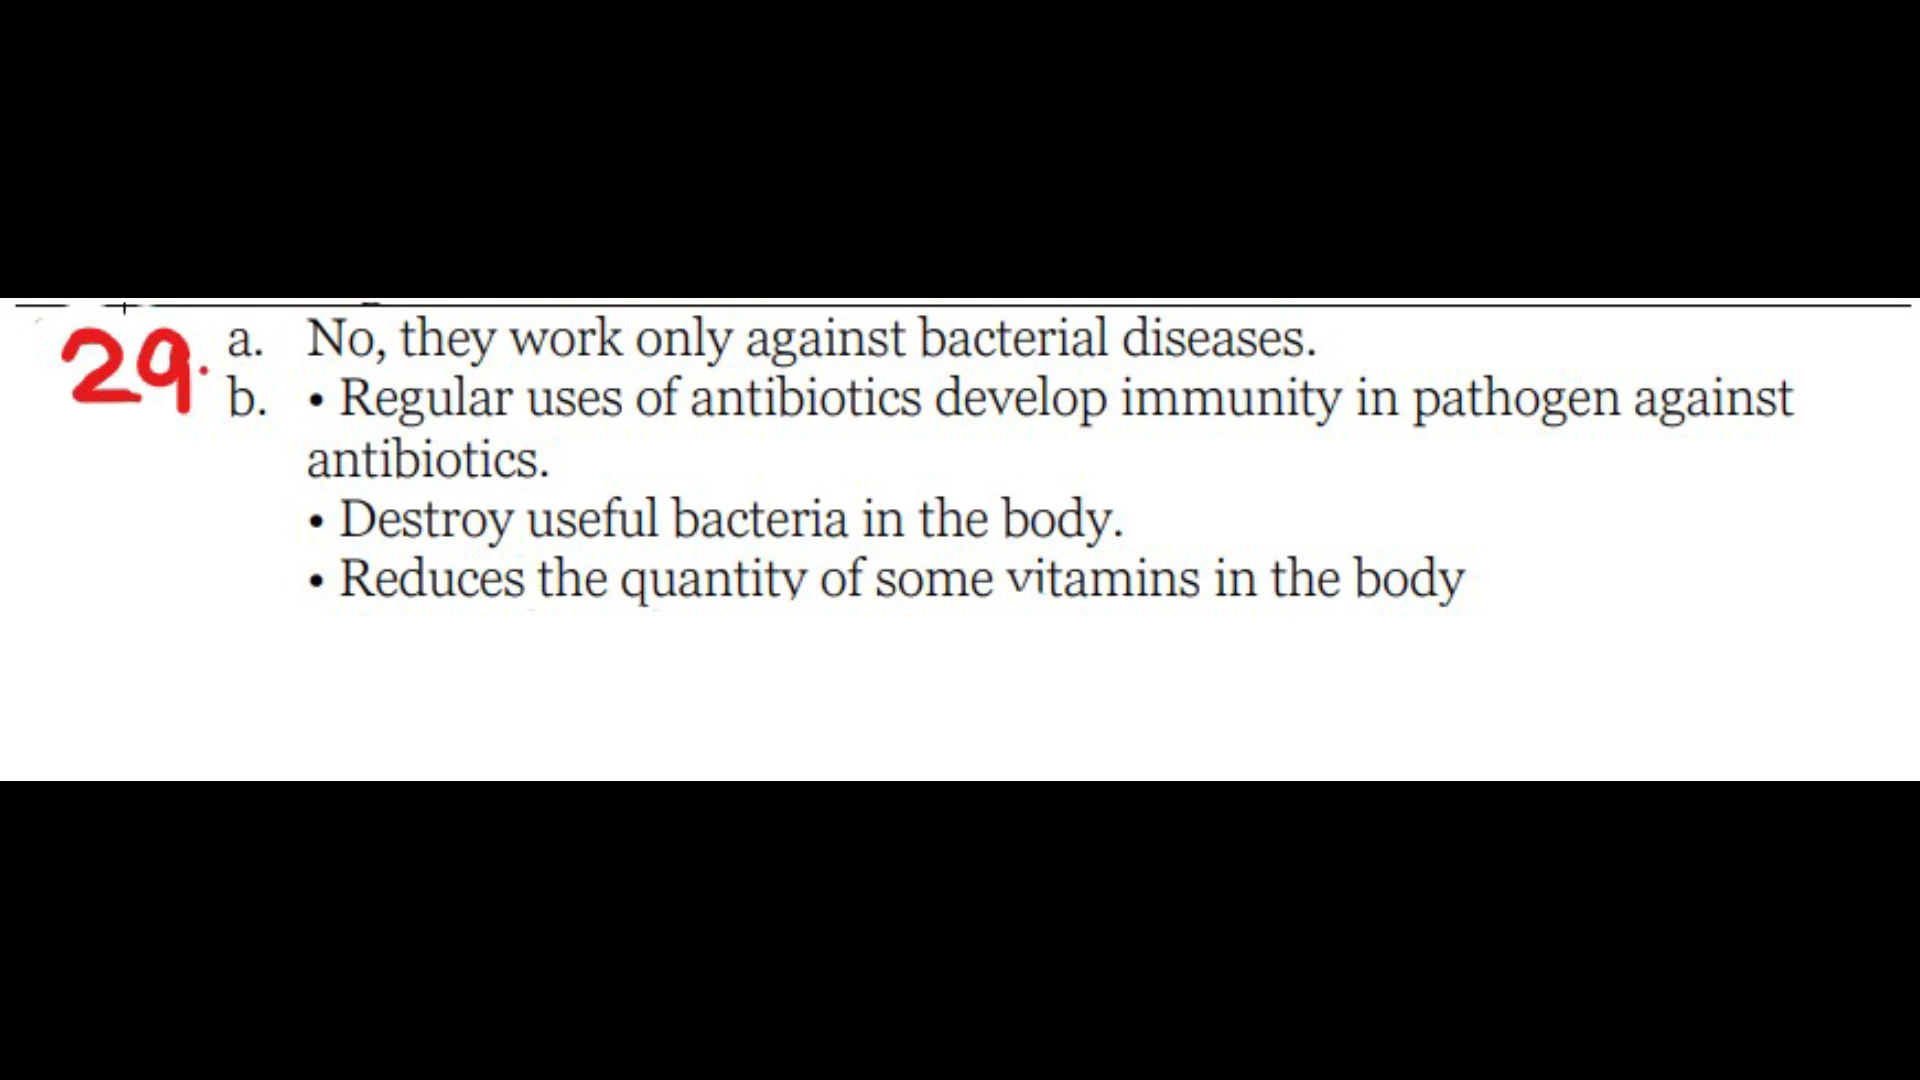 29. a. No, they work only against bacterial diseases.
b. • Regular uses of antibiotics develop immunity in pathogen against
antibiotics.
• Destroy useful bacteria in the body.
• Reduces the quantity of some vitamins in the body